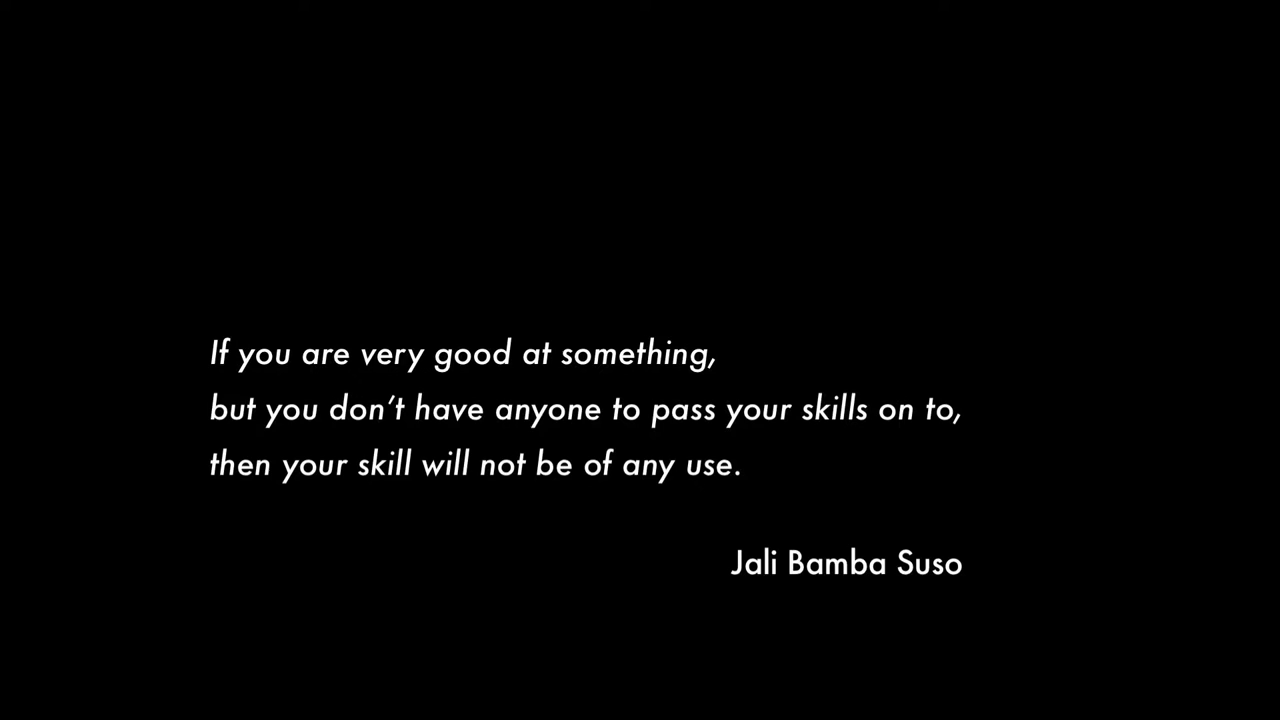 If you are very good at something,
but you don’t have anyone to pass your skills on to,
then your skill will not be of any use.
Jali Bamba Suso